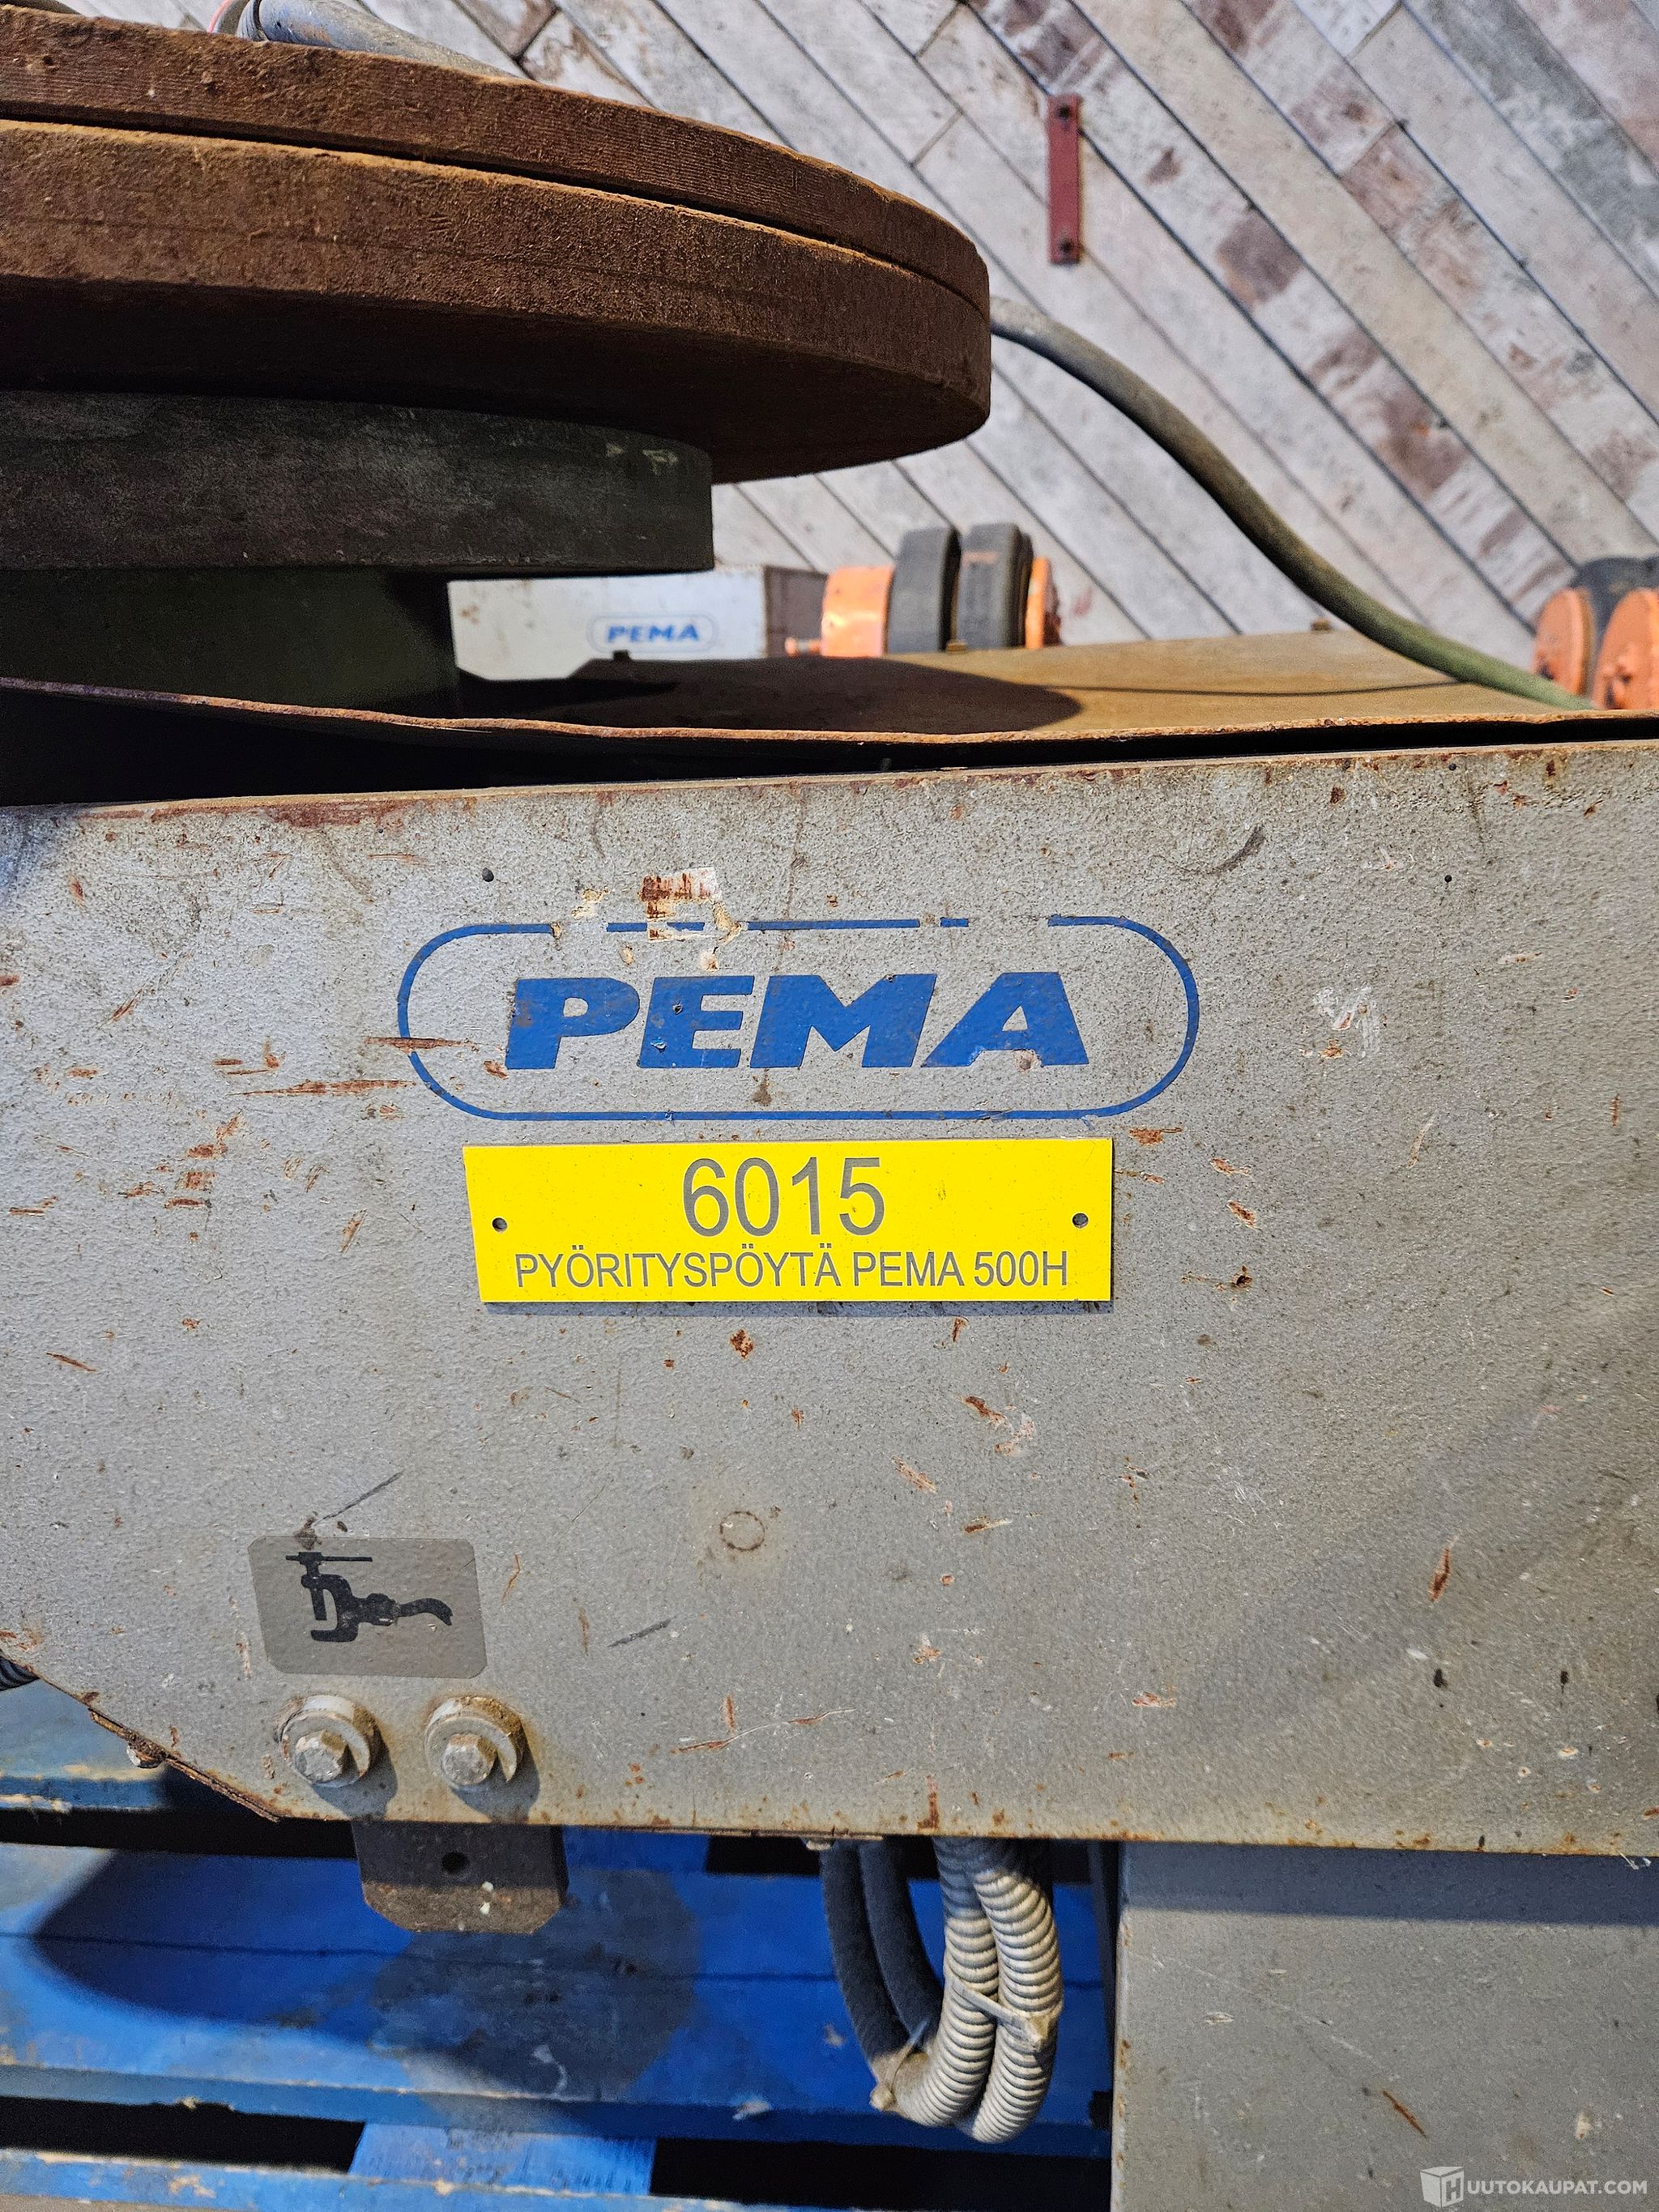 PEMA
PEMA
6015
PYÖRITYSPÖYTÄ PEMA 500H
HUUTOKAUPAT.COM